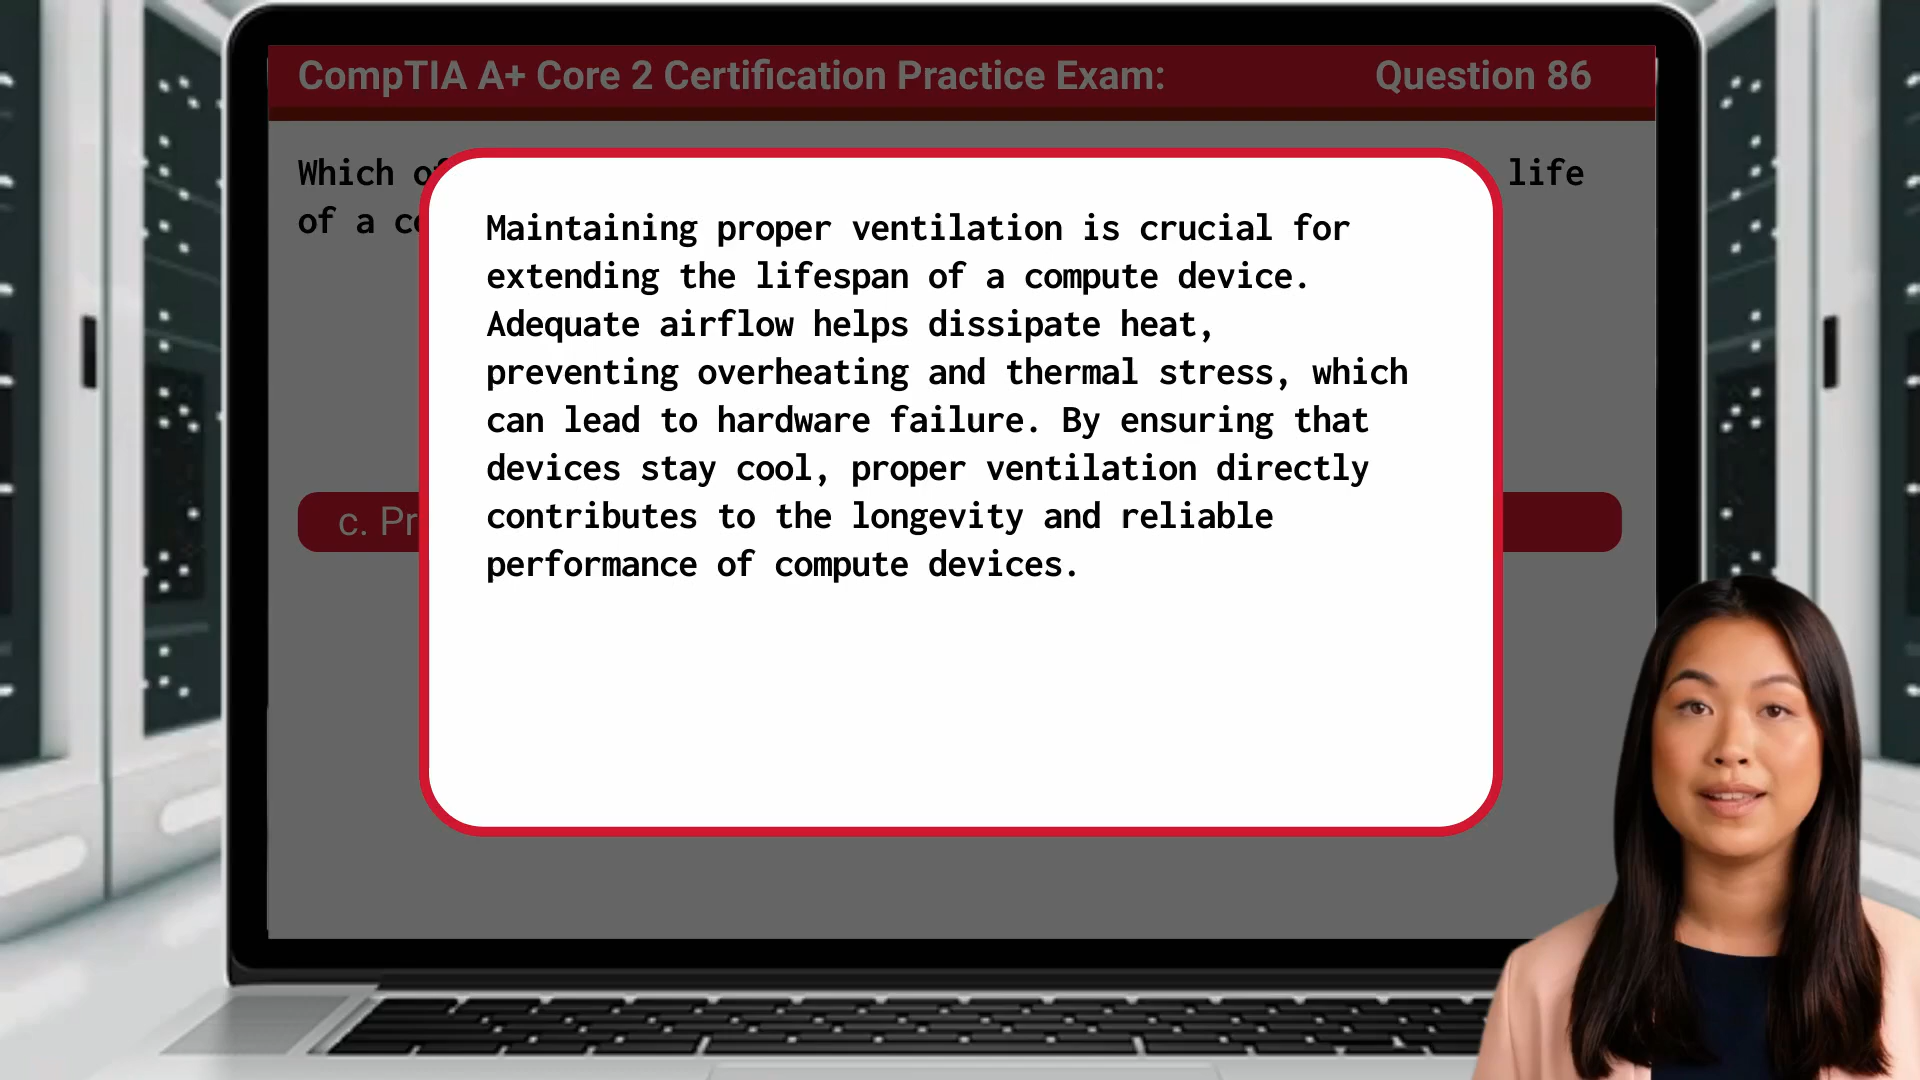 CompTIA A+ Core 2 Certification Practice Exam: Question 86
Which life
of a
Maintaining proper ventilation is crucial for
extending the lifespan of a compute device.
Adequate airflow helps dissipate heat,
preventing overheating and thermal stress, which
can lead to hardware failure. By ensuring that
devices stay cool, proper ventilation directly
contributes to the longevity and reliable
performance of compute devices.
c.